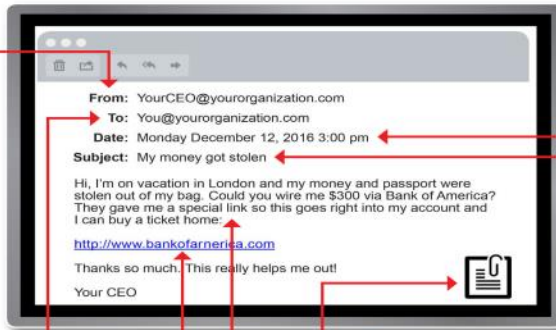 From: YourCEO@yourorganization.com
To: You@yourorganization.com
Date: Monday December 12, 2016 3:00 pm
Subject: My money got stolen
Hi, I'm on vacation in London and my money and passport were
stolen out of my bag. Could you wire me $300 via Bank of America?
They gave me a special link so this goes right into my account and
I can buy a ticket home:
http://www.bankofarnerica.com
Thanks so much. This really helps me out!
Your CEO